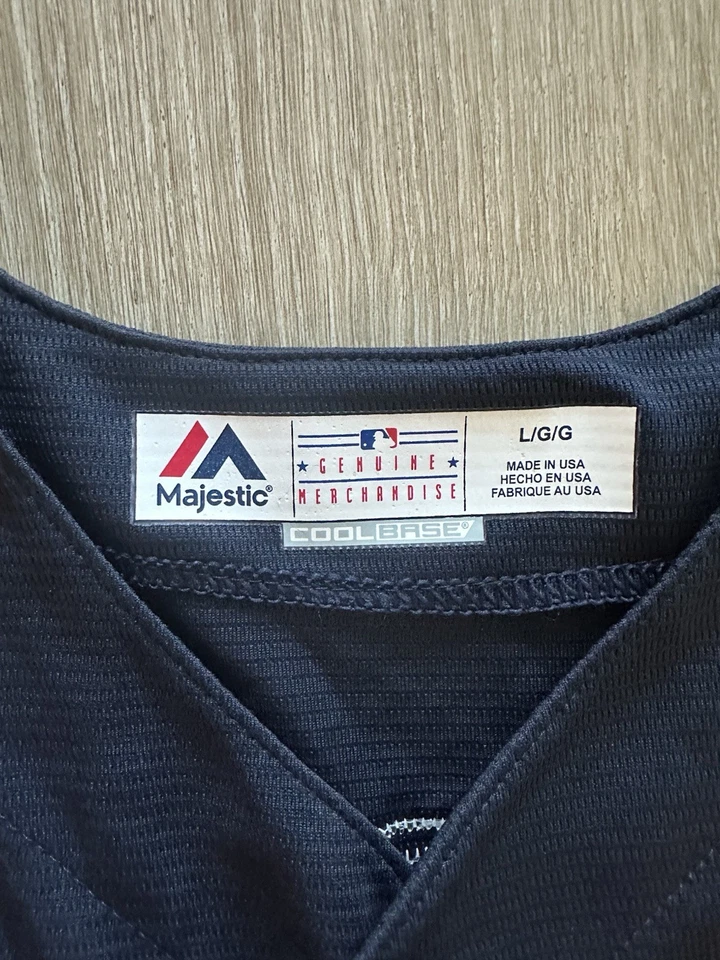 Majestic®
GENUINE
MERCHANDISE
L/G/G
MADE IN USA
HECHO EN USA
FABRIQUE AU USA
COOLBASE®